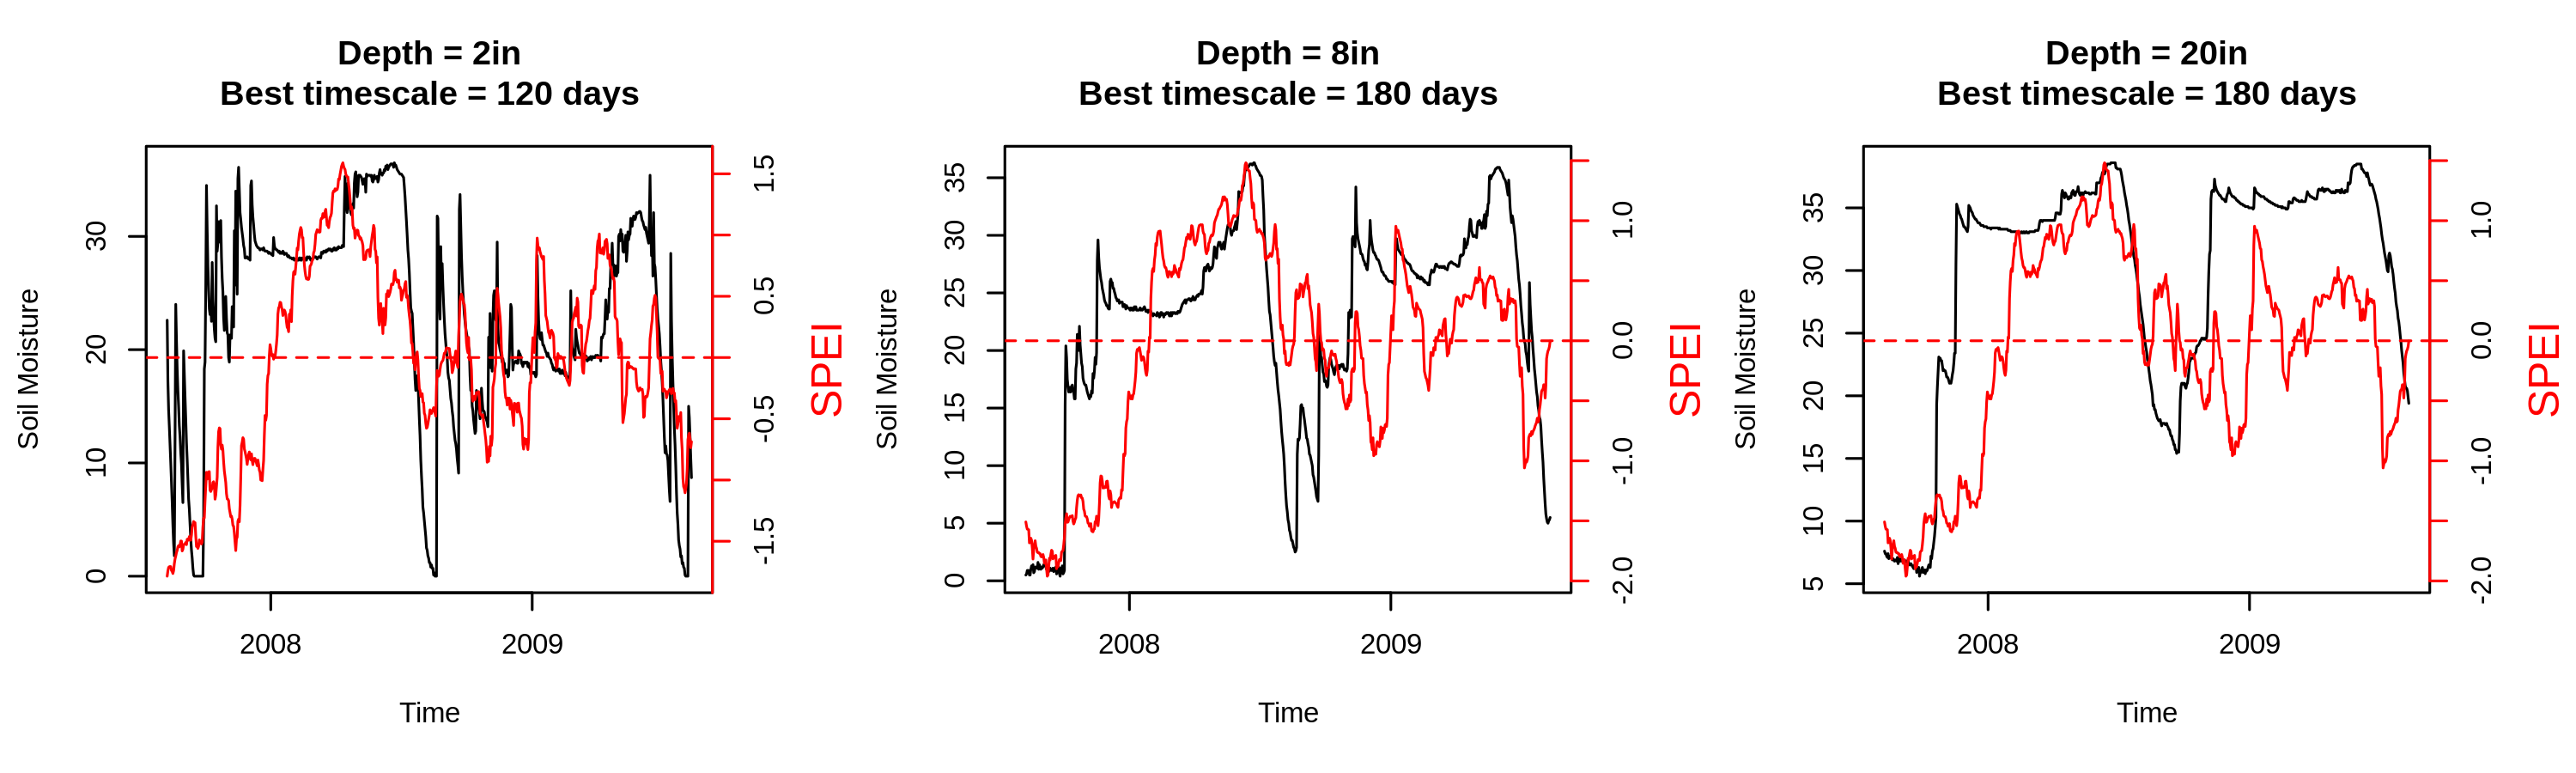 Depth = 2in
Best timescale = 120 days
Soil Moisture
0
10
20
30
-1.5
-0.5
0.5
1.5
SPEI
2008
2009
Time
Depth = 8in
Best timescale = 180 days
Soil Moisture
0
5
10
15
20
25
30
35
-2.0
-1.0
0.0
1.0
SPEI
2008
2009
Time
Depth = 20in
Best timescale = 180 days
Soil Moisture
5
10
15
20
25
30
35
-2.0
-1.0
0.0
1.0
SPEI
2008
2009
Time